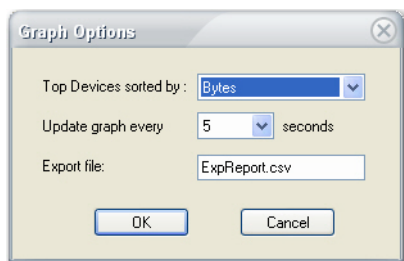 Graph Options
Top Devices sorted by : Bytes
Update graph every 5 seconds
Export file: ExpReport.csv
OK Cancel